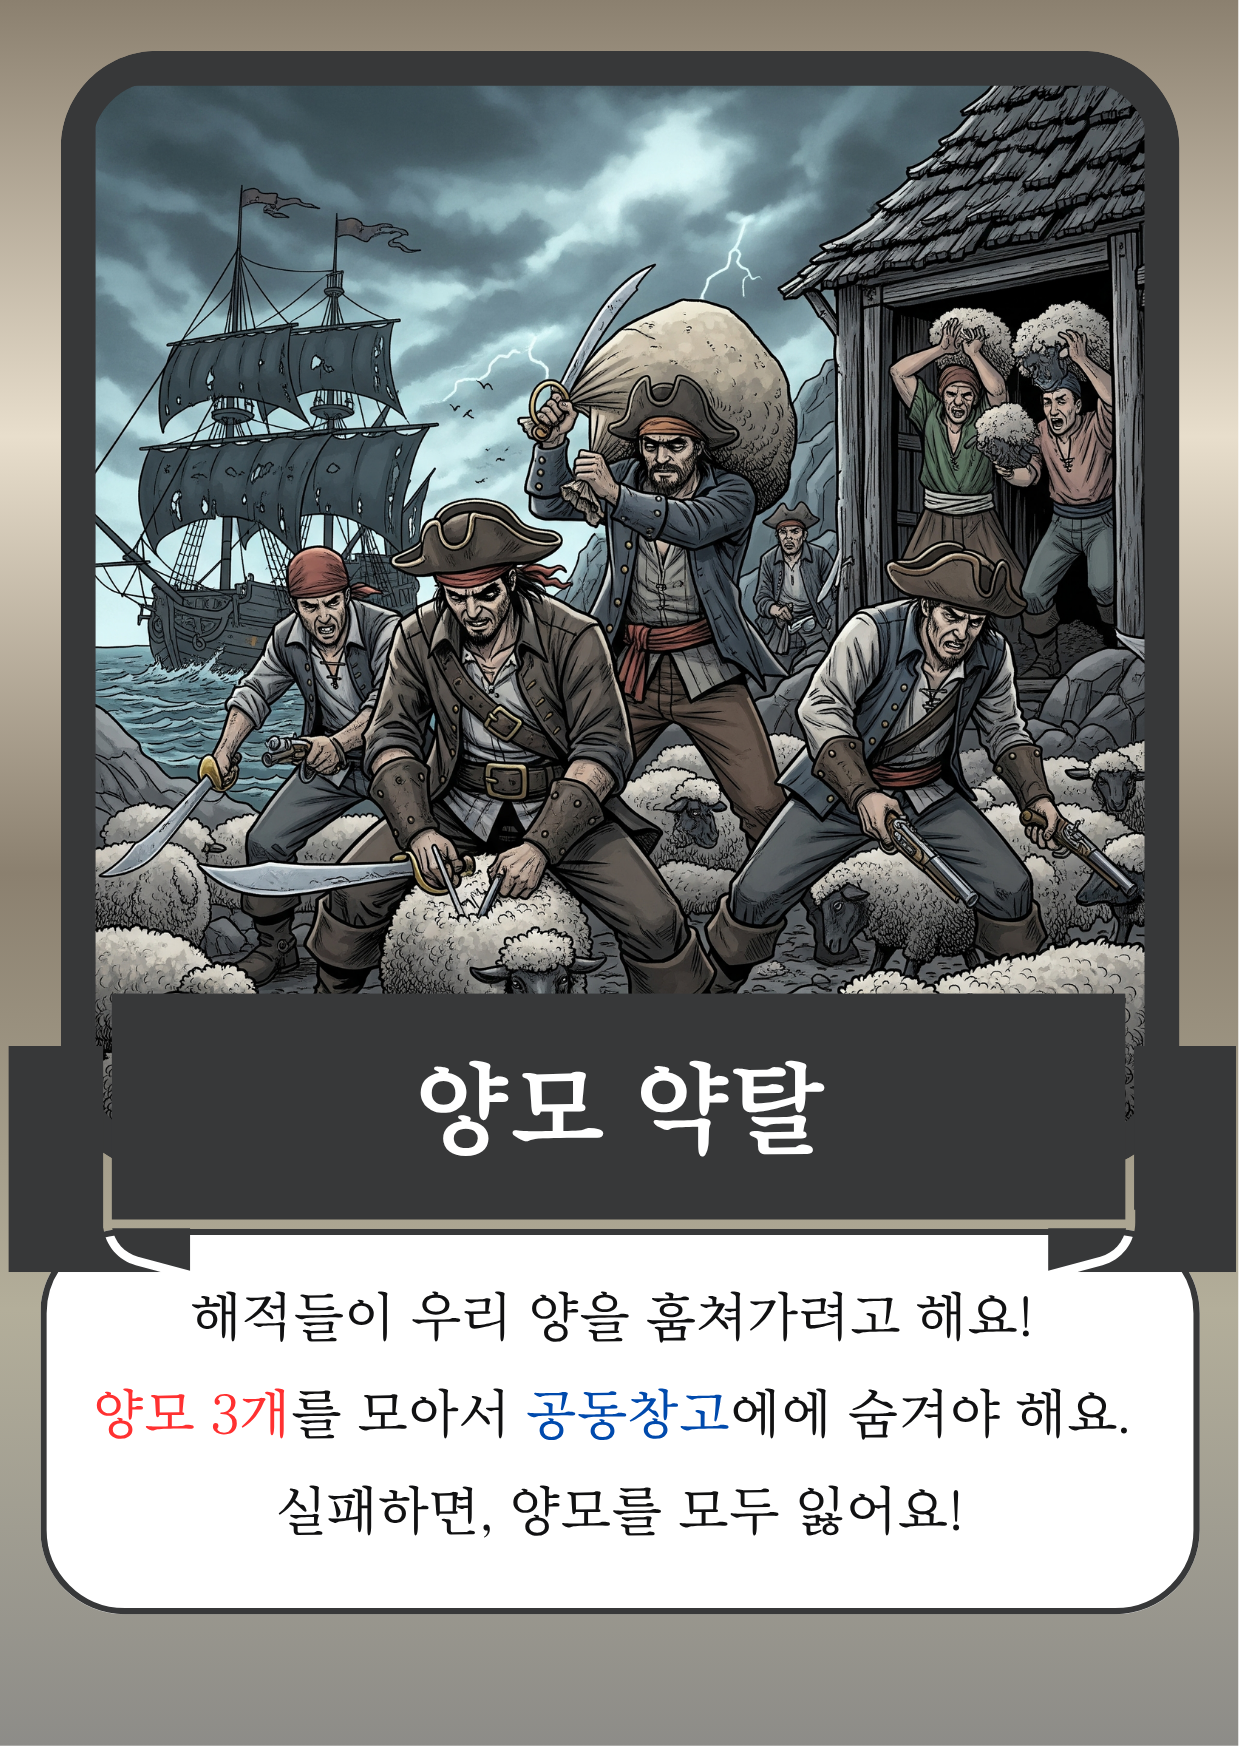 양모 약탈
해적들이 우리 양을 훔쳐가려고 해요!
양모 3개를 모아서 공동창고에에 숨겨야 해요.
실패하면, 양모를 모두 잃어요!